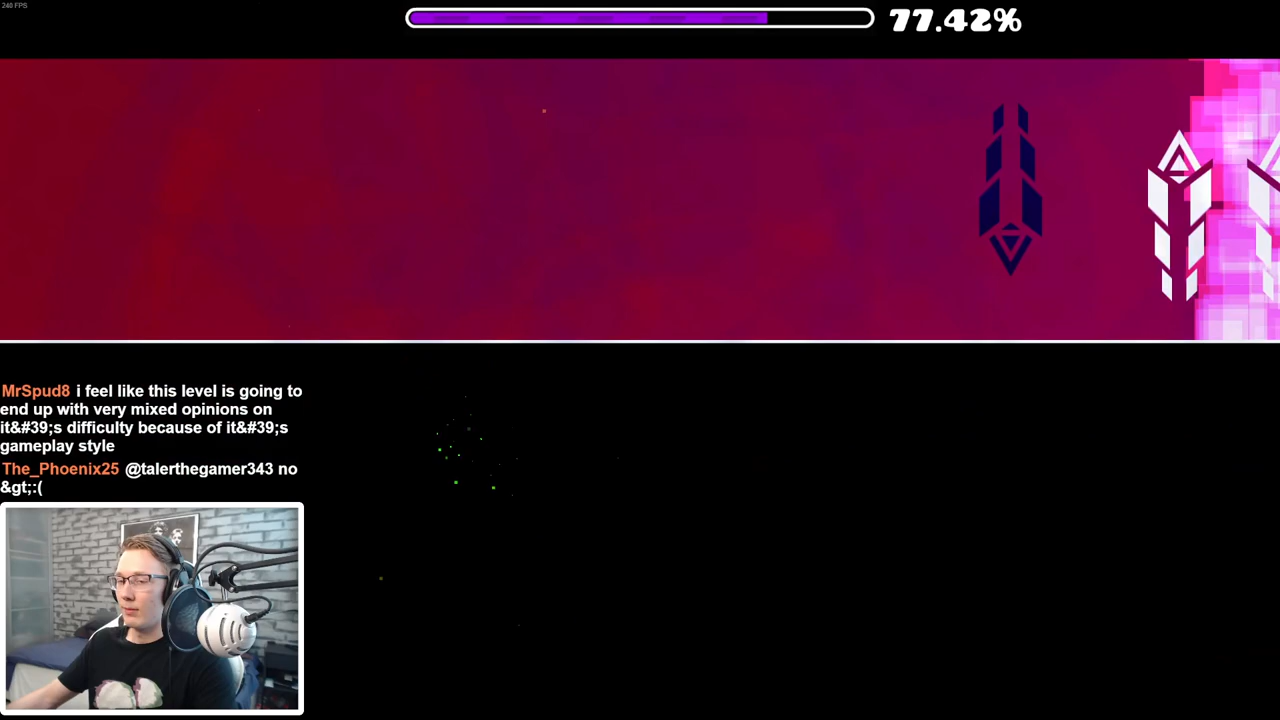 240 FPS
77.42%
MrSpud8 i feel like this level is going to
end up with very mixed opinions on
it&#39;s difficulty because of it&#39;s
gameplay style
The_Phoenix25 @talerthegamer343 no
&gt;:(